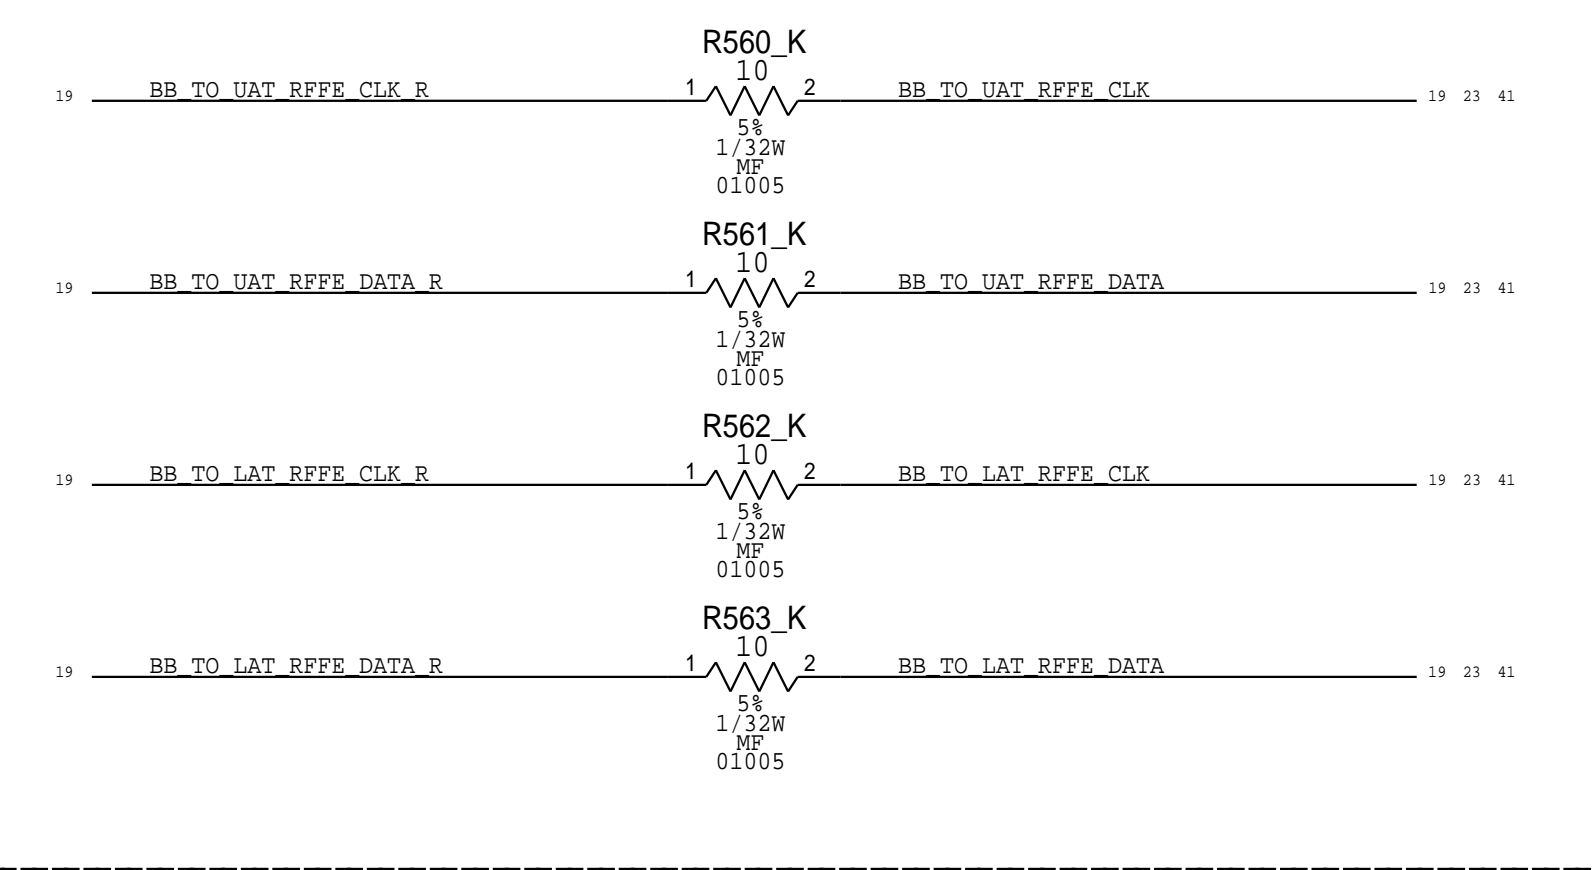 R560_K
10
19 BB_TO_UAT_RFFE_CLK_R 1 2 BB_TO_UAT_RFFE_CLK 19 23 41
5%
1/32W
MF
01005
R561_K
10
19 BB_TO_UAT_RFFE_DATA_R 1 2 BB_TO_UAT_RFFE_DATA 19 23 41
5%
1/32W
MF
01005
R562_K
10
19 BB_TO_LAT_RFFE_CLK_R 1 2 BB_TO_LAT_RFFE_CLK 19 23 41
5%
1/32W
MF
01005
R563_K
10
19 BB_TO_LAT_RFFE_DATA_R 1 2 BB_TO_LAT_RFFE_DATA 19 23 41
5%
1/32W
MF
01005